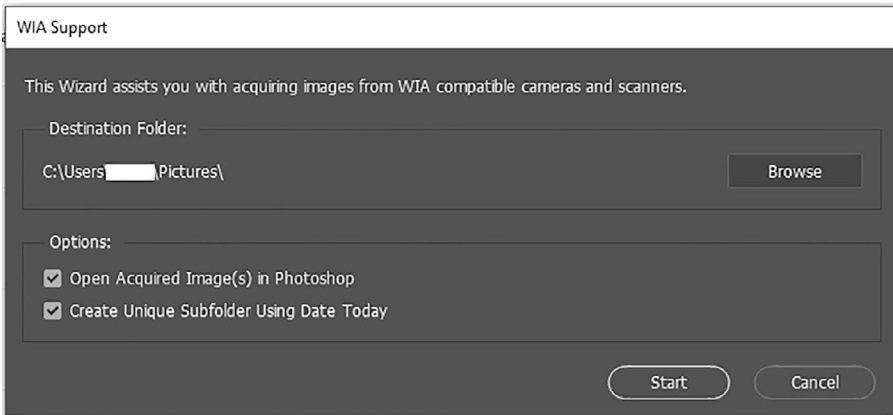 WIA Support
This Wizard assists you with acquiring images from WIA compatible cameras and scanners.
Destination Folder:
C:\Users\ \Pictures\
Browse
Options:
Open Acquired Image(s) in Photoshop
Create Unique Subfolder Using Date Today
Start
Cancel